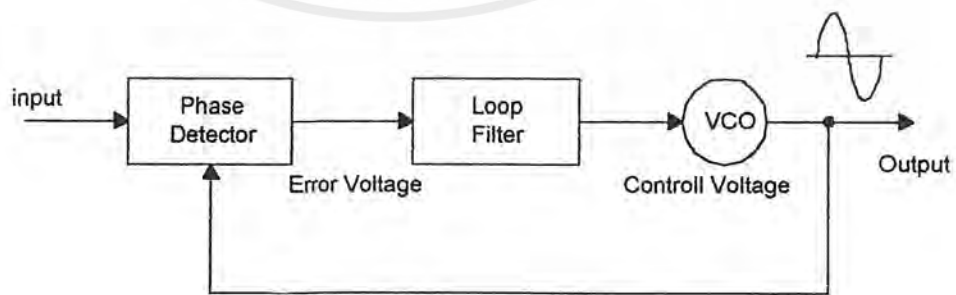 input
Phase
Detector
Error Voltage
Loop
Filter
VCO
Controll Voltage
Output